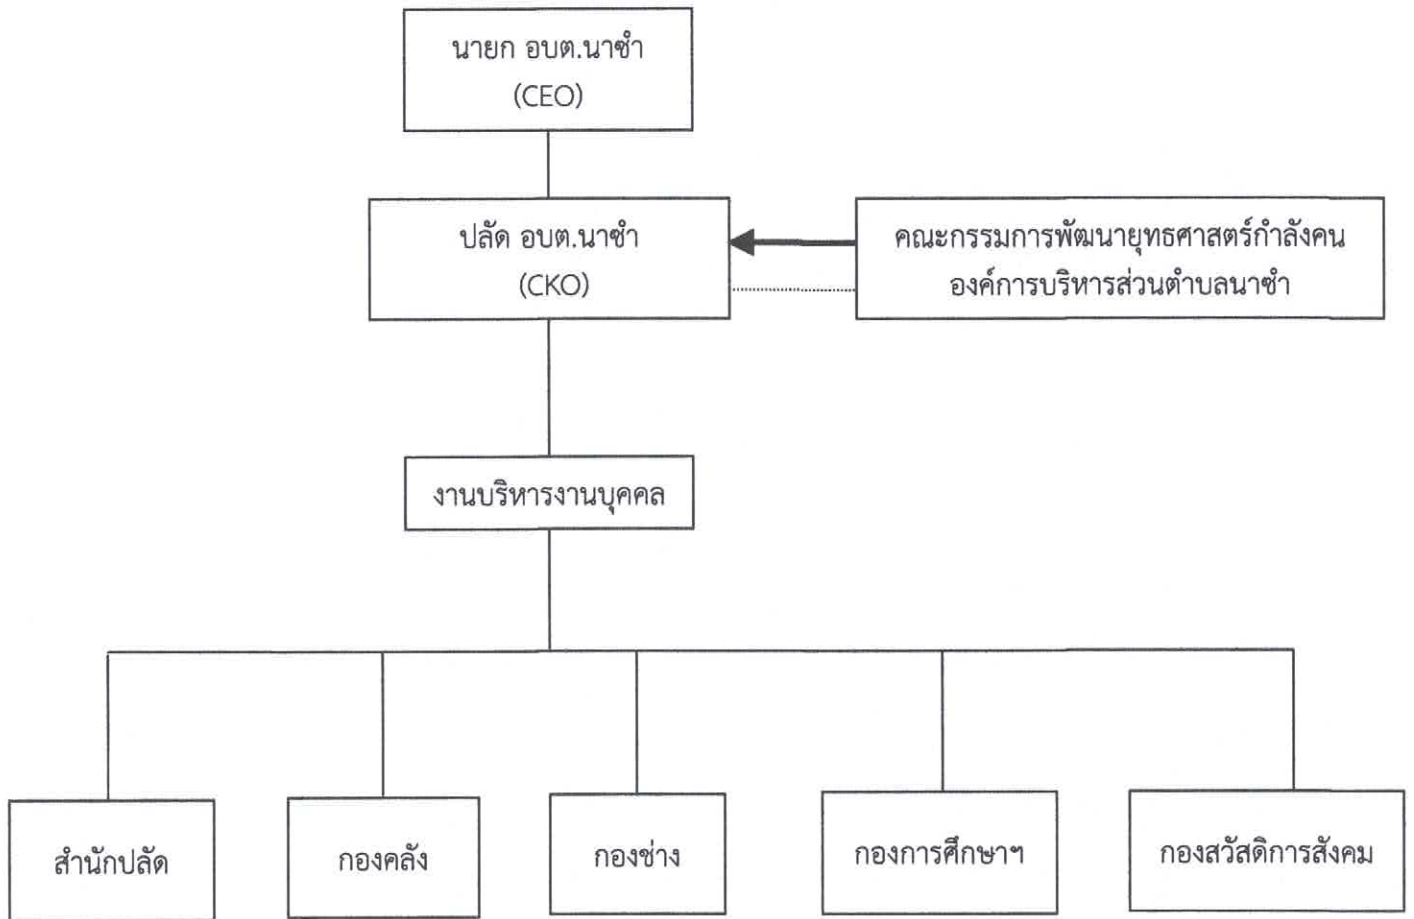 นายก อบต.นาซำ
(CEO)
ปลัด อบต.นาซำ
(CKO)
คณะกรรมการพัฒนายุทธศาสตร์กำลังคน
องค์การบริหารส่วนตำบลนาซำ
งานบริหารงานบุคคล
สำนักปลัด
กองคลัง
กองช่าง
กองการศึกษาฯ
กองสวัสดิการสังคม